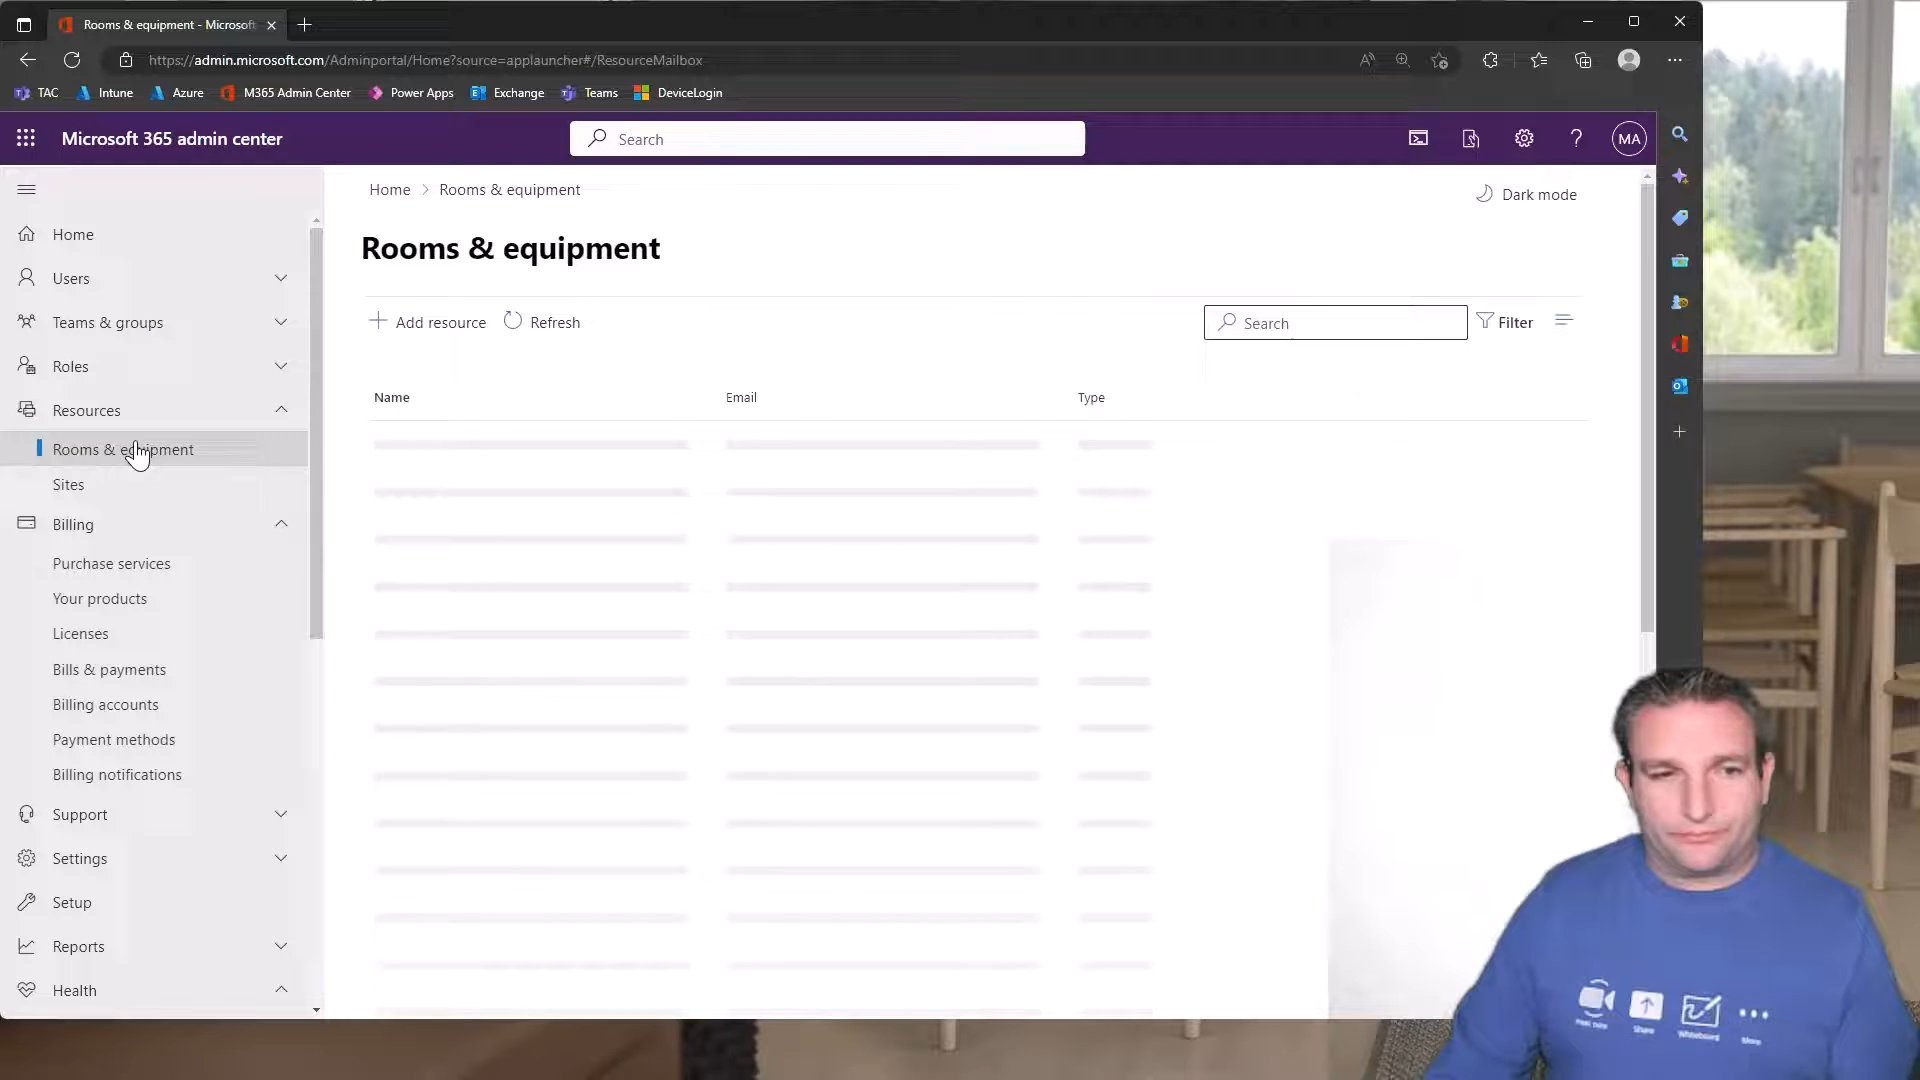 Rooms & equipment - Microsoft
https://admin.microsoft.com/Adminportal/Home?source=applauncher#/ResourceMailbox
TAC
Intune
Azure
M365 Admin Center
Power Apps
Exchange
Teams
DeviceLogin
Microsoft 365 admin center
Search
MA
Home
Users
Teams & groups
Roles
Resources
Rooms & equipment
Sites
Billing
Purchase services
Your products
Licenses
Bills & payments
Billing accounts
Payment methods
Billing notifications
Support
Settings
Setup
Reports
Health
Home > Rooms & equipment
Dark mode
Rooms & equipment
Add resource
Refresh
Search
Filter
Name
Email
Type
Share
Whiteboard
More